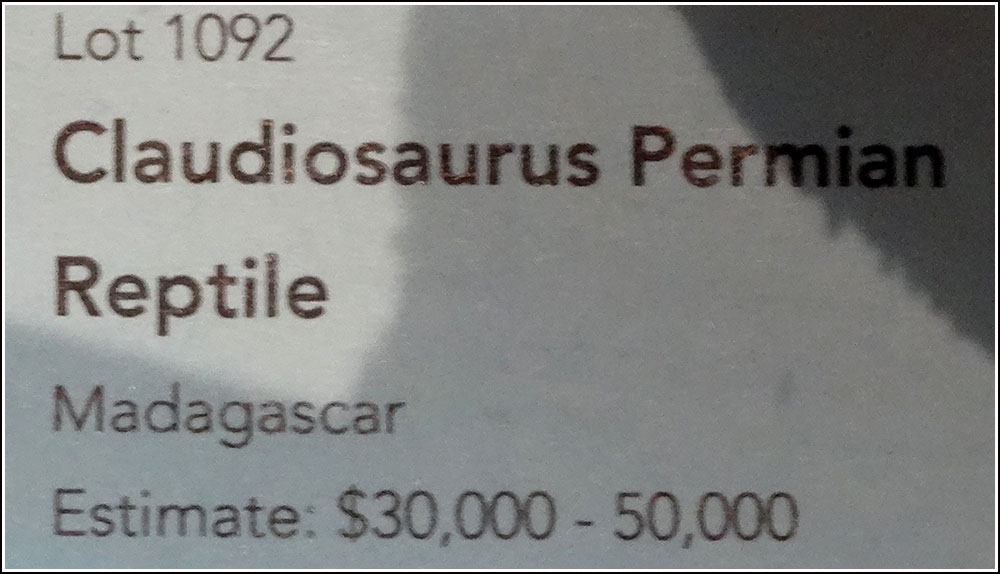 Lot 1092
Claudiosaurus Permian
Reptile
Madagascar
Estimate: $30,000 - 50,000